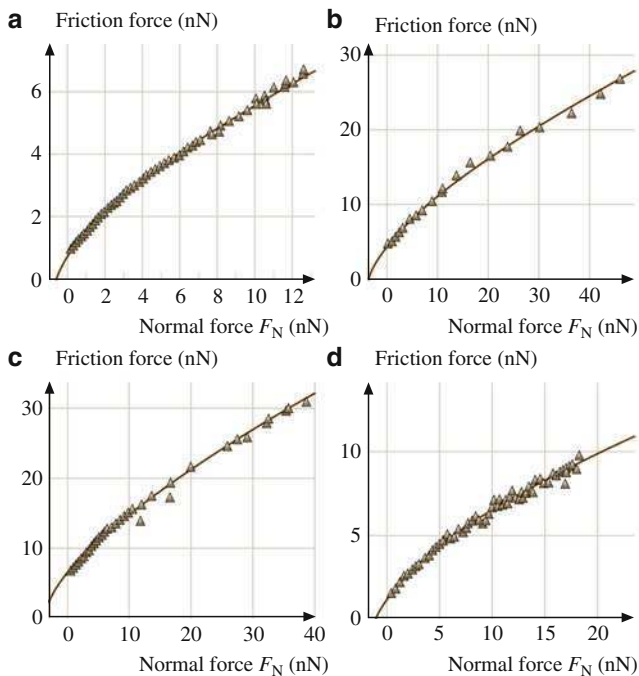 a Friction force (nN)
6
4
2
0
0 2 4 6 8 10 12
Normal force F_N (nN)
b Friction force (nN)
30
20
10
0
0 10 20 30 40
Normal force F_N (nN)
c Friction force (nN)
30
20
10
0
0 10 20 30 40
Normal force F_N (nN)
d Friction force (nN)
10
5
0
0 5 10 15 20
Normal force F_N (nN)